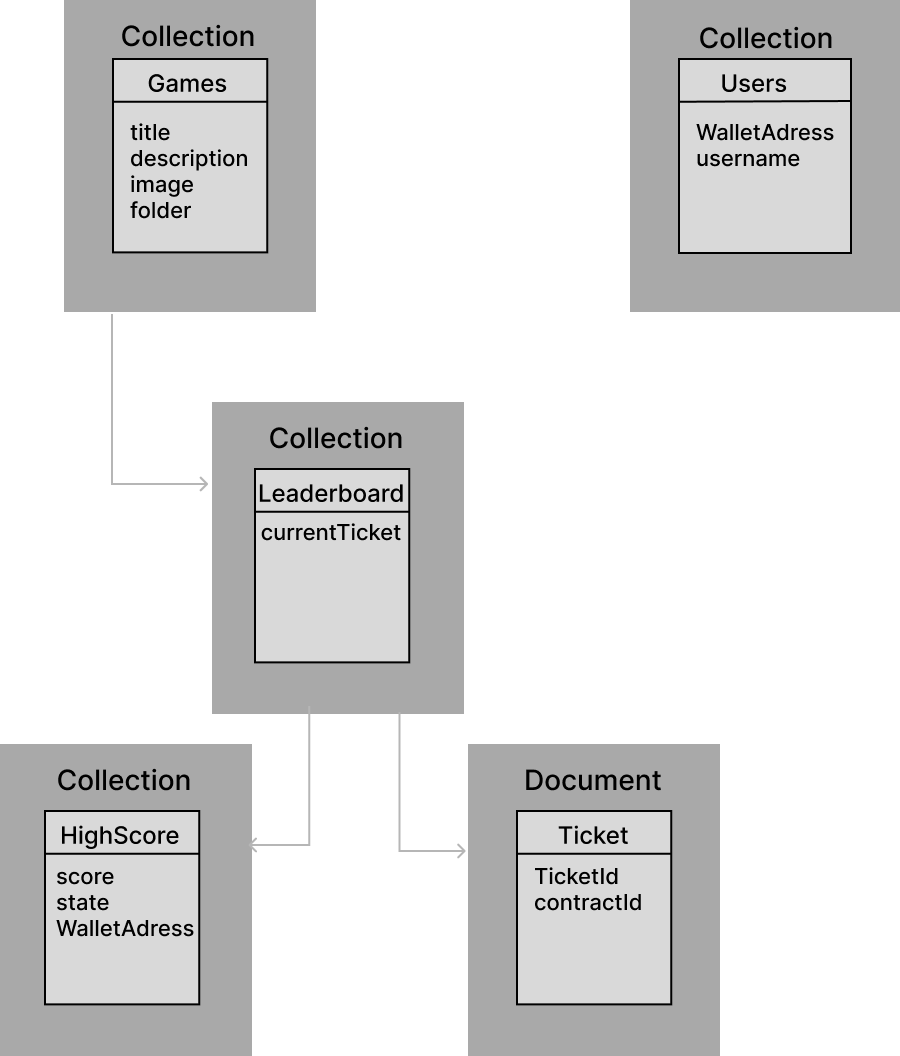 Collection
Games
title
description
image
folder
Collection
Users
WalletAdress
username
Collection
Leaderboard
currentTicket
Collection
HighScore
score
state
WalletAdress
Document
Ticket
TicketId
contractId